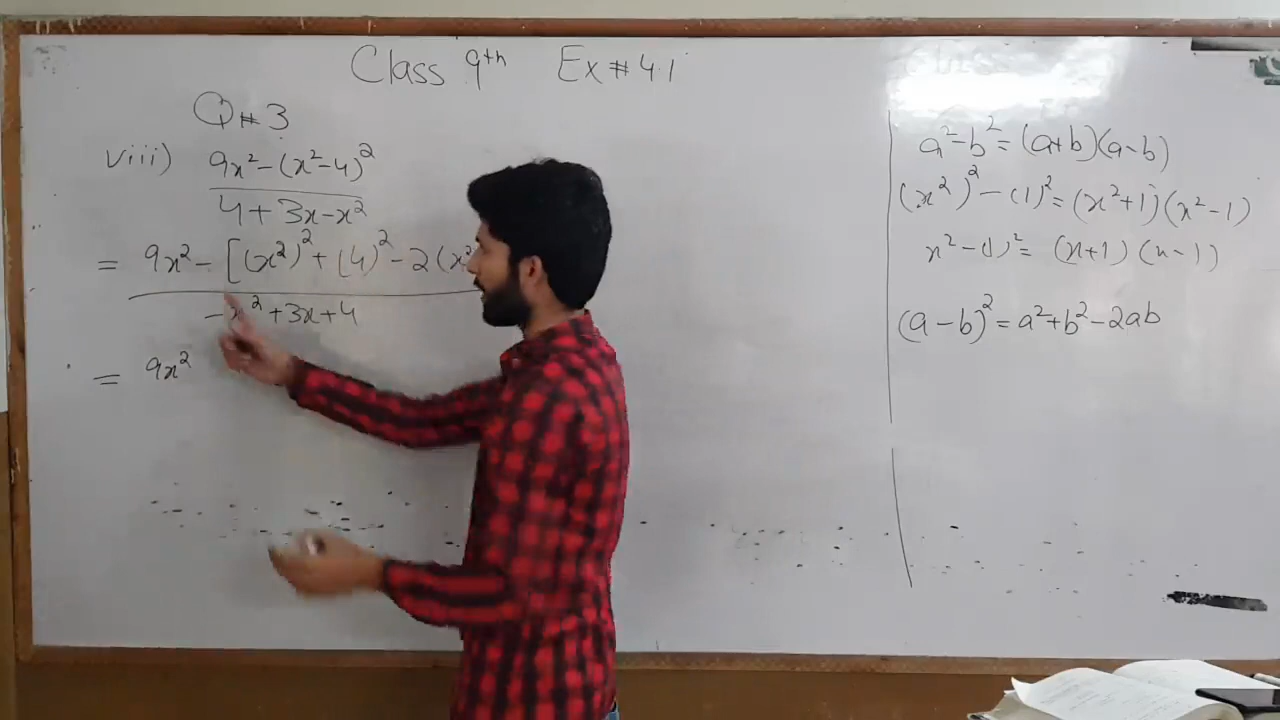 Class 9th Ex#4.1
Q#3
viii) 9x²-(x²-4)²
4+3x-x²
= 9x²-[(x²)²+(4)²-2(x²
-x²+3x+4
= 9x²
a²-b²=(a+b)(a-b)
(x²)²-(1)²=(x²+1)(x²-1)
x²-(1)²=(x+1)(x-1)
(a-b)²=a²+b²-2ab